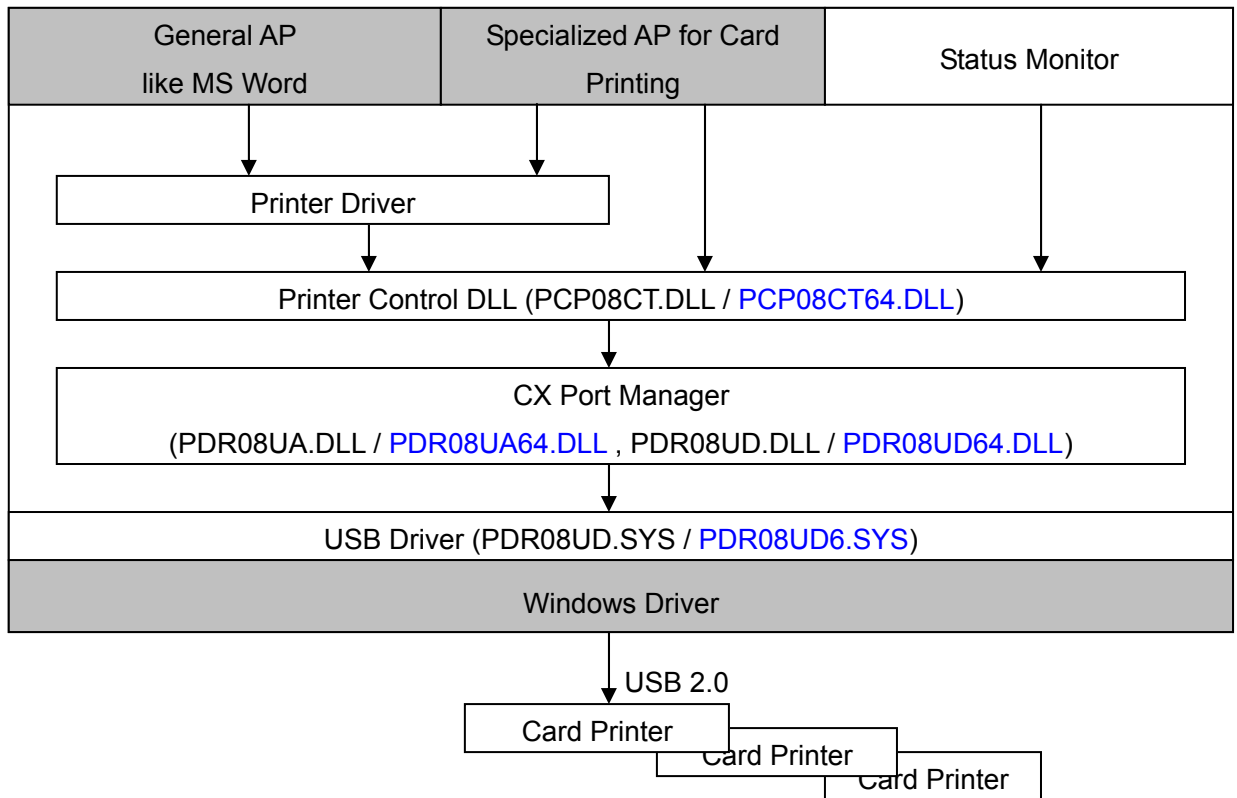 General AP
like MS Word
Specialized AP for Card
Printing
Status Monitor
Printer Driver
Printer Control DLL (PCP08CT.DLL / PCP08CT64.DLL)
CX Port Manager
(PDR08UA.DLL / PDR08UA64.DLL , PDR08UD.DLL / PDR08UD64.DLL)
USB Driver (PDR08UD.SYS / PDR08UD6.SYS)
Windows Driver
USB 2.0
Card Printer
Card Printer
Card Printer